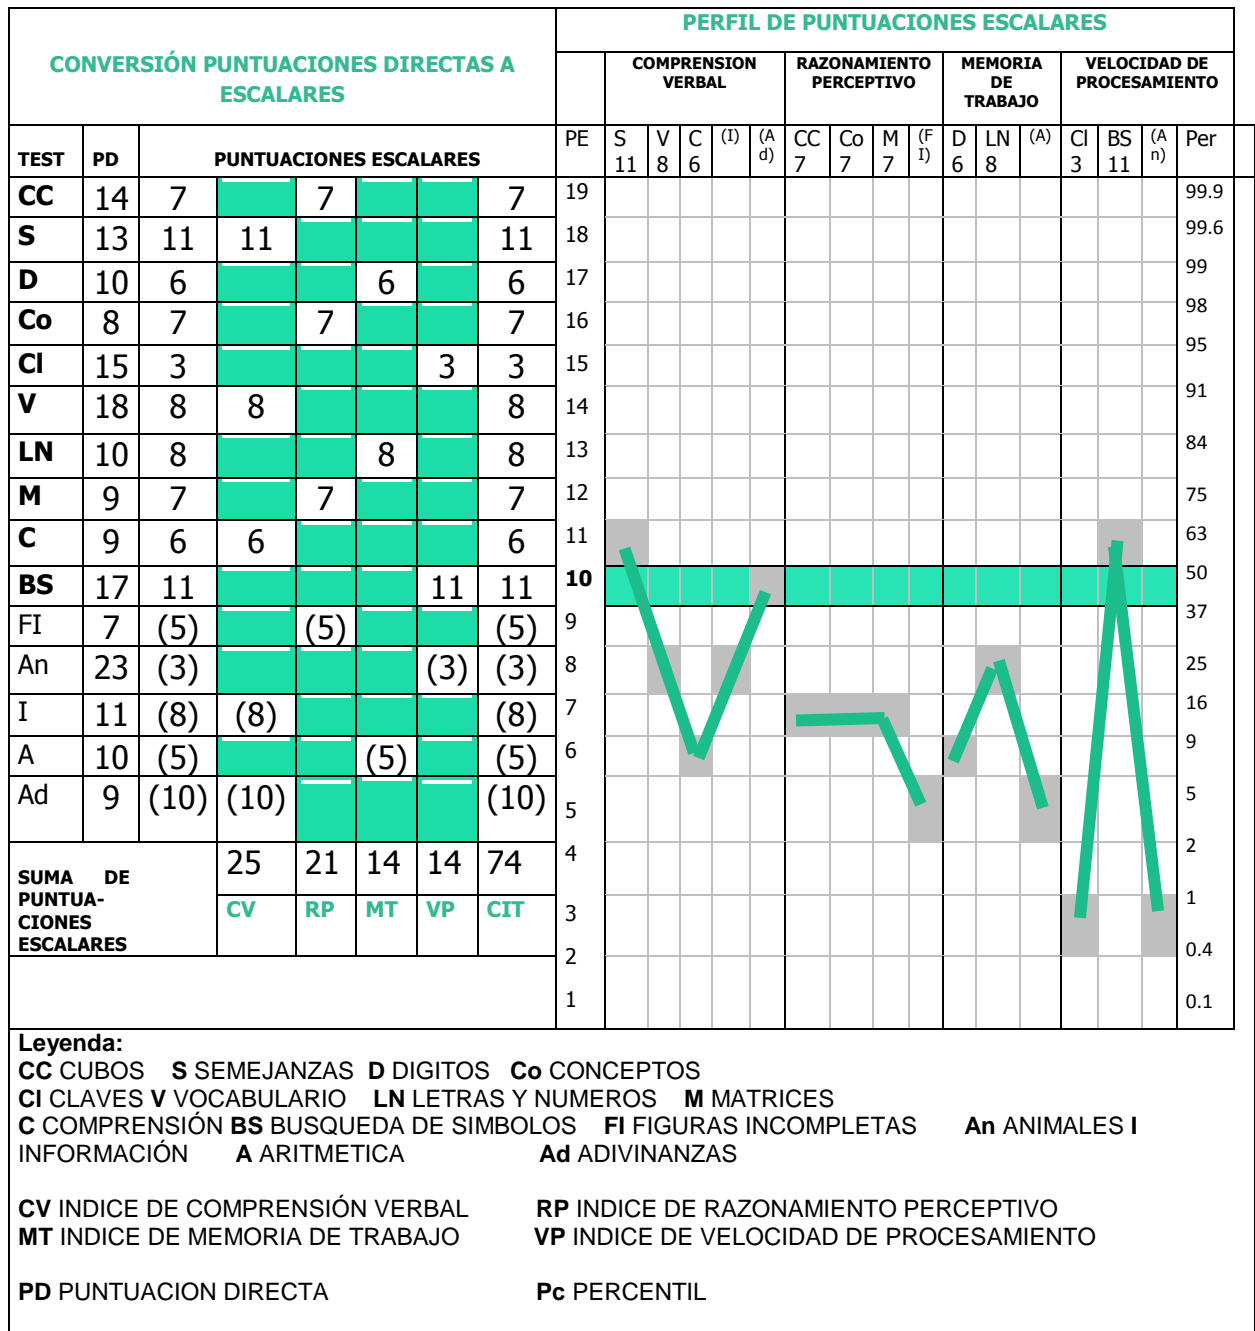 PERFIL DE PUNTUACIONES ESCALARES
CONVERSIÓN PUNTUACIONES DIRECTAS A
ESCALARES
COMPRENSION
VERBAL
RAZONAMIENTO
PERCEPTIVO
MEMORIA
DE
TRABAJO
VELOCIDAD DE
PROCESAMIENTO
TEST PD PUNTUACIONES ESCALARES
PE S V C (I) (A CC Co M (F D LN (A) Cl BS (A Per
11 8 6 d) 7 7 7 I) 6 8 3 11 n)
CC 14 7 7 7
S 13 11 11 11
D 10 6 6 6
Co 8 7 7 7
Cl 15 3 3 3
V 18 8 8 8
LN 10 8 8 8
M 9 7 7 7
C 9 6 6 6
BS 17 11 11 11
FI 7 (5) (5) (5)
An 23 (3) (3) (3)
I 11 (8) (8) (8)
A 10 (5) (5) (5)
Ad 9 (10) (10) (10)
SUMA DE
PUNTUA-
CIONES
ESCALARES
25 21 14 14 74
CV RP MT VP CIT
19 99.9
18 99.6
17 99
16 98
15 95
14 91
13 84
12 75
11 63
10 50
9 37
8 25
7 16
6 9
5 5
4 2
3 1
2 0.4
1 0.1
Leyenda:
CC CUBOS S SEMEJANZAS D DIGITOS Co CONCEPTOS
Cl CLAVES V VOCABULARIO LN LETRAS Y NUMEROS M MATRICES
C COMPRENSIÓN BS BUSQUEDA DE SIMBOLOS FI FIGURAS INCOMPLETAS An ANIMALES I
INFORMACIÓN A ARITMETICA Ad ADIVINANZAS
CV INDICE DE COMPRENSIÓN VERBAL RP INDICE DE RAZONAMIENTO PERCEPTIVO
MT INDICE DE MEMORIA DE TRABAJO VP INDICE DE VELOCIDAD DE PROCESAMIENTO
PD PUNTUACION DIRECTA Pc PERCENTIL